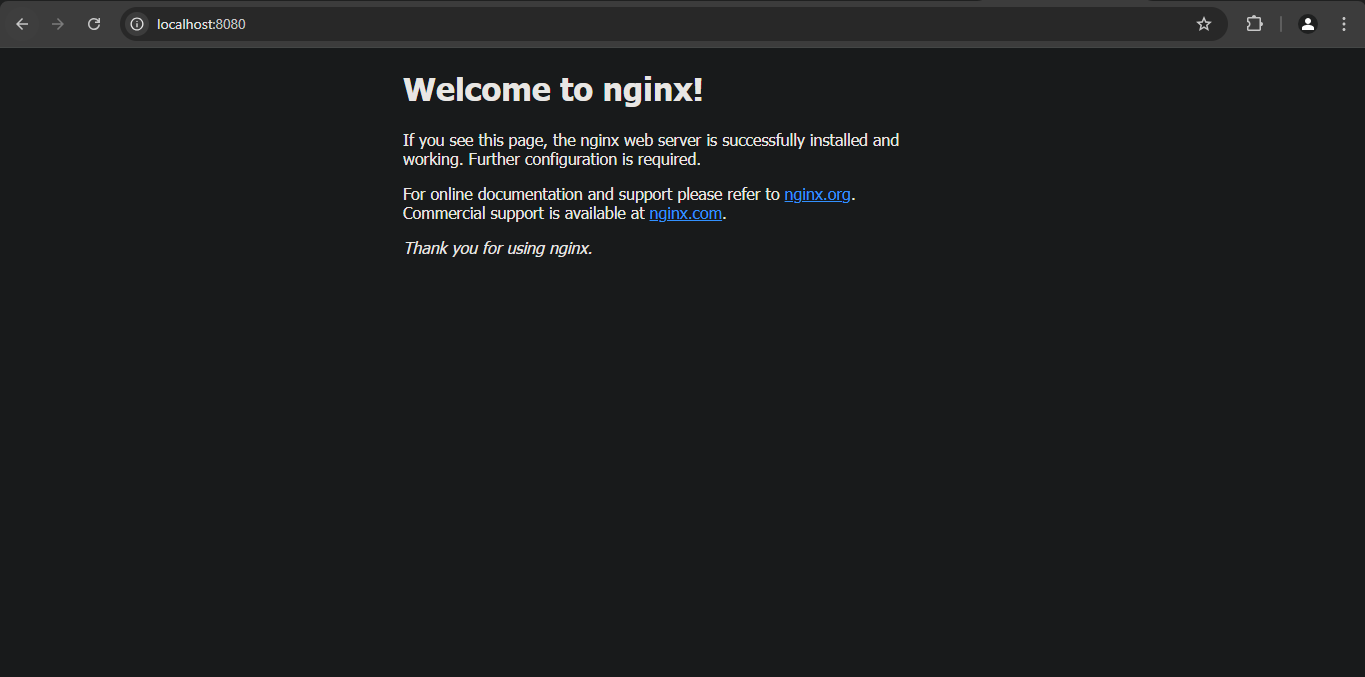 localhost:8080
Welcome to nginx!
If you see this page, the nginx web server is successfully installed and
working. Further configuration is required.
For online documentation and support please refer to nginx.org.
Commercial support is available at nginx.com.
Thank you for using nginx.